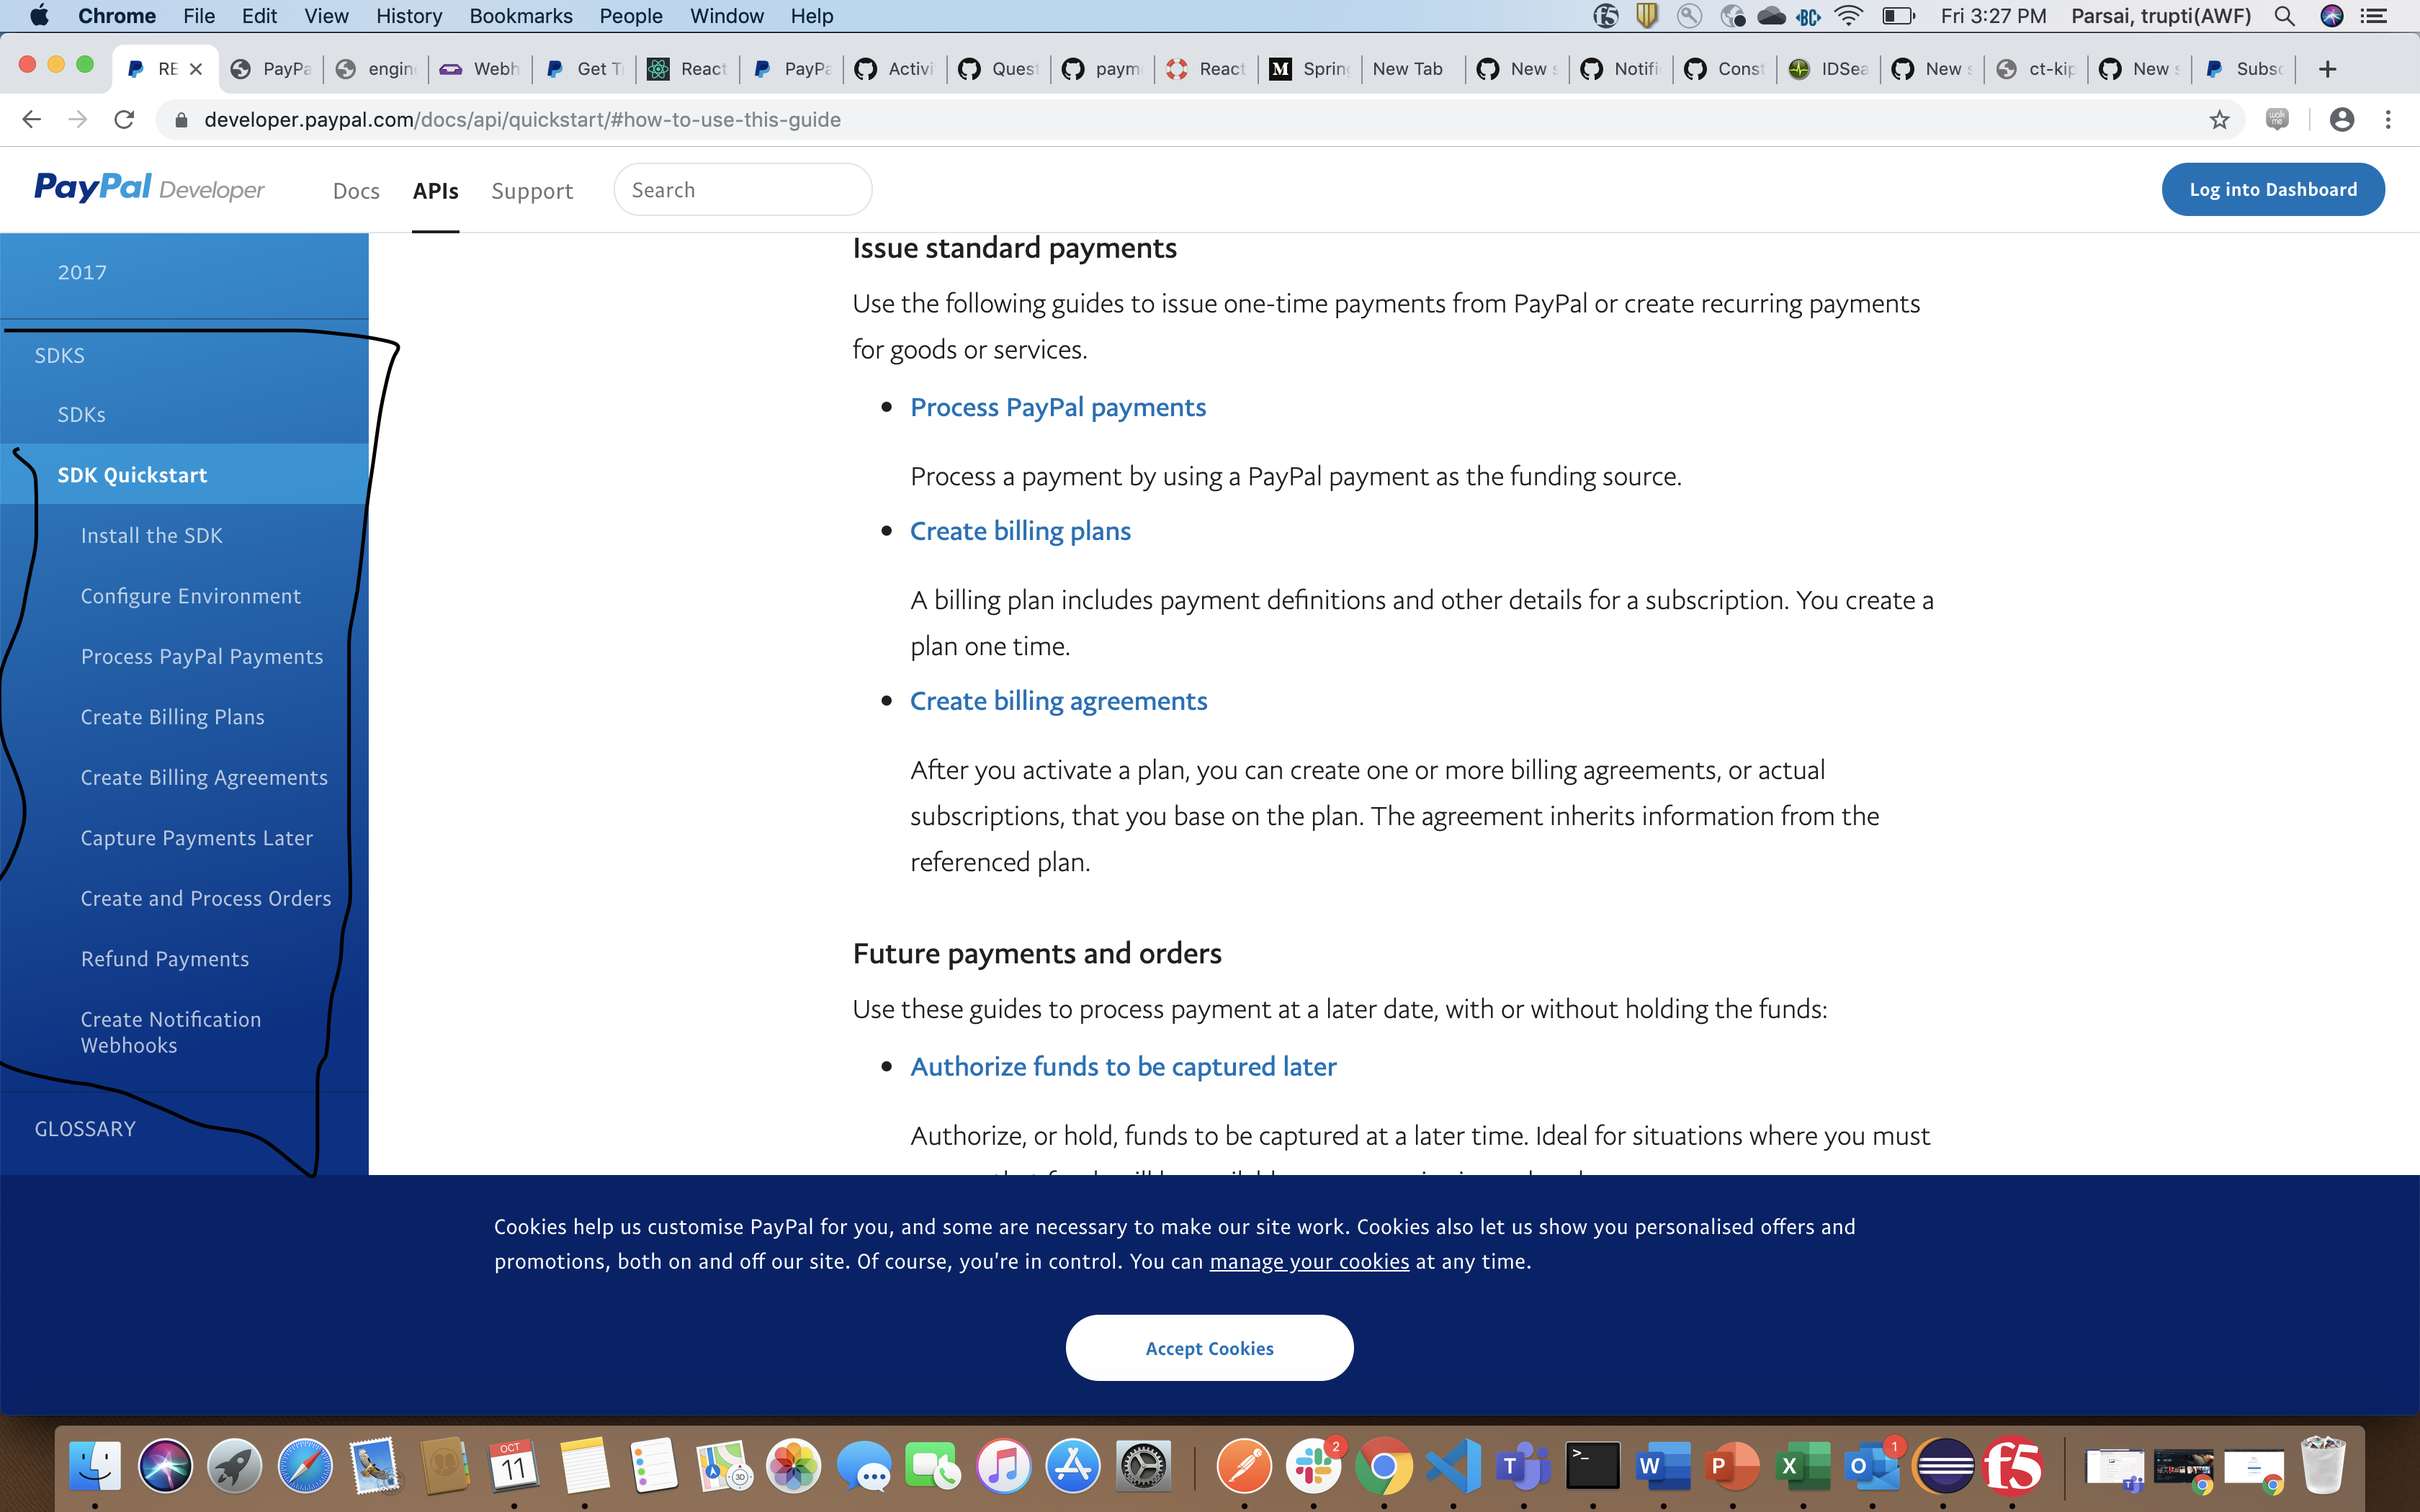 Chrome File Edit View History Bookmarks People Window Help Fri 3:27 PM Parsai, trupti(AWF)
RE PayPa engin Webh Get T React PayPa Activi Quest paym React Spring New Tab New s Notifi Const IDSea New s ct-kip New s Subsc
developer.paypal.com/docs/api/quickstart/#how-to-use-this-guide
PayPal Developer Docs APIs Support Search Log into Dashboard
2017
SDKS
SDKs
SDK Quickstart
Install the SDK
Configure Environment
Process PayPal Payments
Create Billing Plans
Create Billing Agreements
Capture Payments Later
Create and Process Orders
Refund Payments
Create Notification
Webhooks
GLOSSARY
Issue standard payments
Use the following guides to issue one-time payments from PayPal or create recurring payments
for goods or services.
Process PayPal payments
Process a payment by using a PayPal payment as the funding source.
Create billing plans
A billing plan includes payment definitions and other details for a subscription. You create a
plan one time.
Create billing agreements
After you activate a plan, you can create one or more billing agreements, or actual
subscriptions, that you base on the plan. The agreement inherits information from the
referenced plan.
Future payments and orders
Use these guides to process payment at a later date, with or without holding the funds:
Authorize funds to be captured later
Authorize, or hold, funds to be captured at a later time. Ideal for situations where you must
Cookies help us customise PayPal for you, and some are necessary to make our site work. Cookies also let us show you personalised offers and
promotions, both on and off our site. Of course, you're in control. You can manage your cookies at any time.
Accept Cookies
OCT
11
3D
2
T
>_
W
P
X
O
1
f5